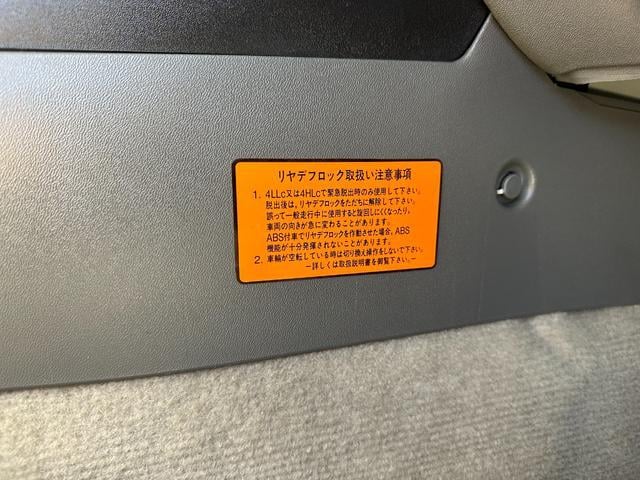 リヤデフロック取扱い注意事項
1. 4LLc又は4HLcで緊急脱出時のみ使用して下さい。
脱出後は、リヤデフロックをただちに解除して下さい。
誤って一般走行中に使用すると旋回しにくくなったり、
車両の向きが急に変わることがあります。
ABS付車でリヤデフロックを作動させた場合、ABS
機能が十分発揮されないことがあります。
2. 車輪が空転している時は切り換え操作をしないで下さい。
ー詳しくは取扱説明書を御覧下さい。ー